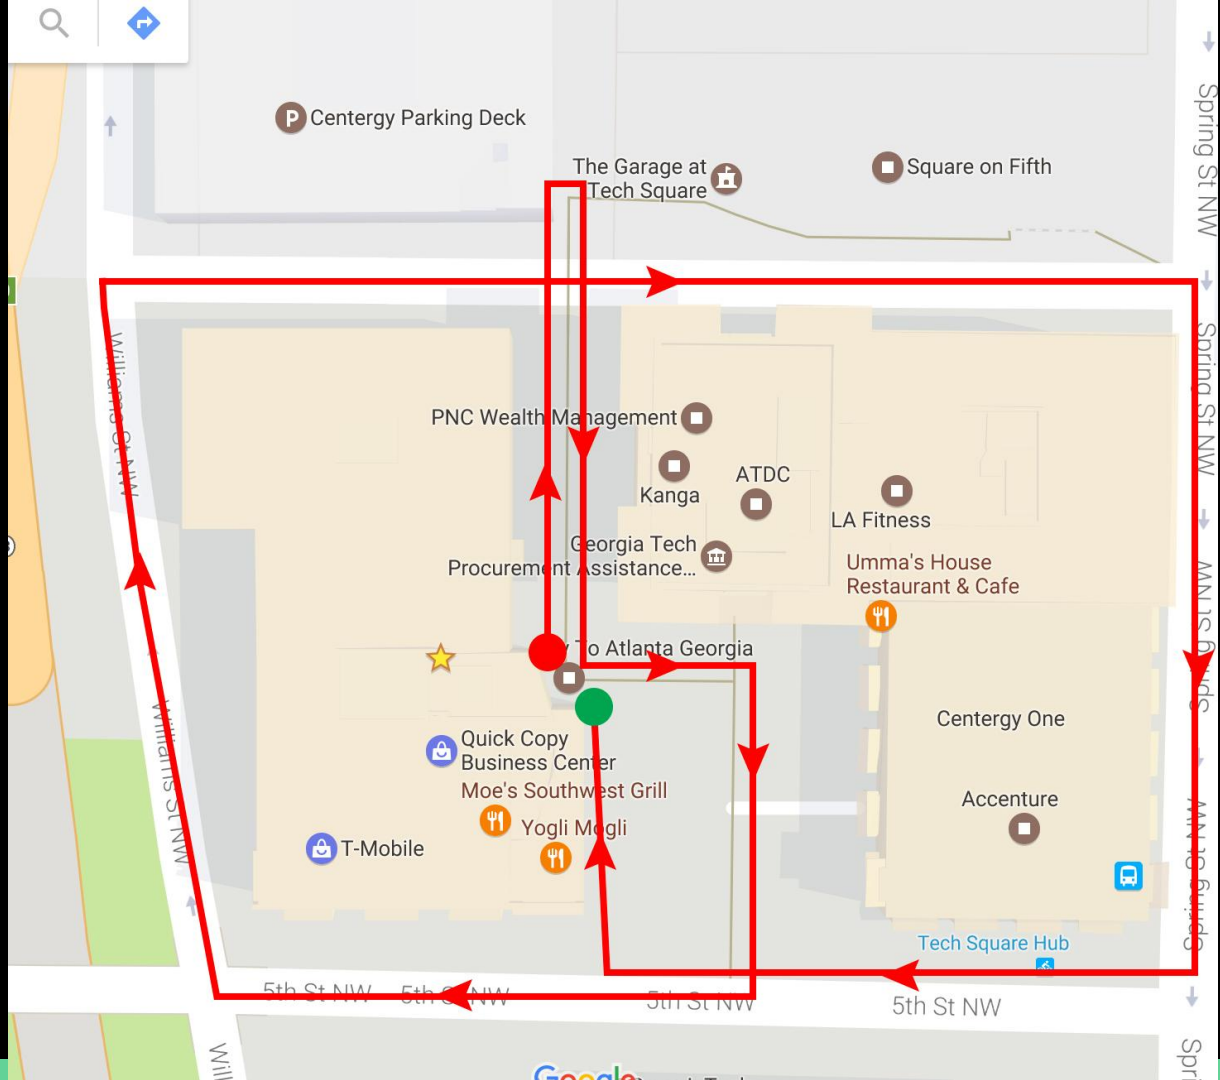 P Centergy Parking Deck
The Garage at
Tech Square
Square on Fifth
Spring St NW
Spring St NW
Williams St NW
PNC Wealth Management
Kanga
ATDC
LA Fitness
Georgia Tech
Procurement Assistance...
Umma's House
Restaurant & Cafe
Spring St NW
To Atlanta Georgia
Williams St NW
Centergy One
Quick Copy
Business Center
Moe's Southwest Grill
Yogli Mogli
T-Mobile
Accenture
Spring St NW
Tech Square Hub
5th St NW
5th St NW
5th St NW
5th St NW
Will
Spri
Google